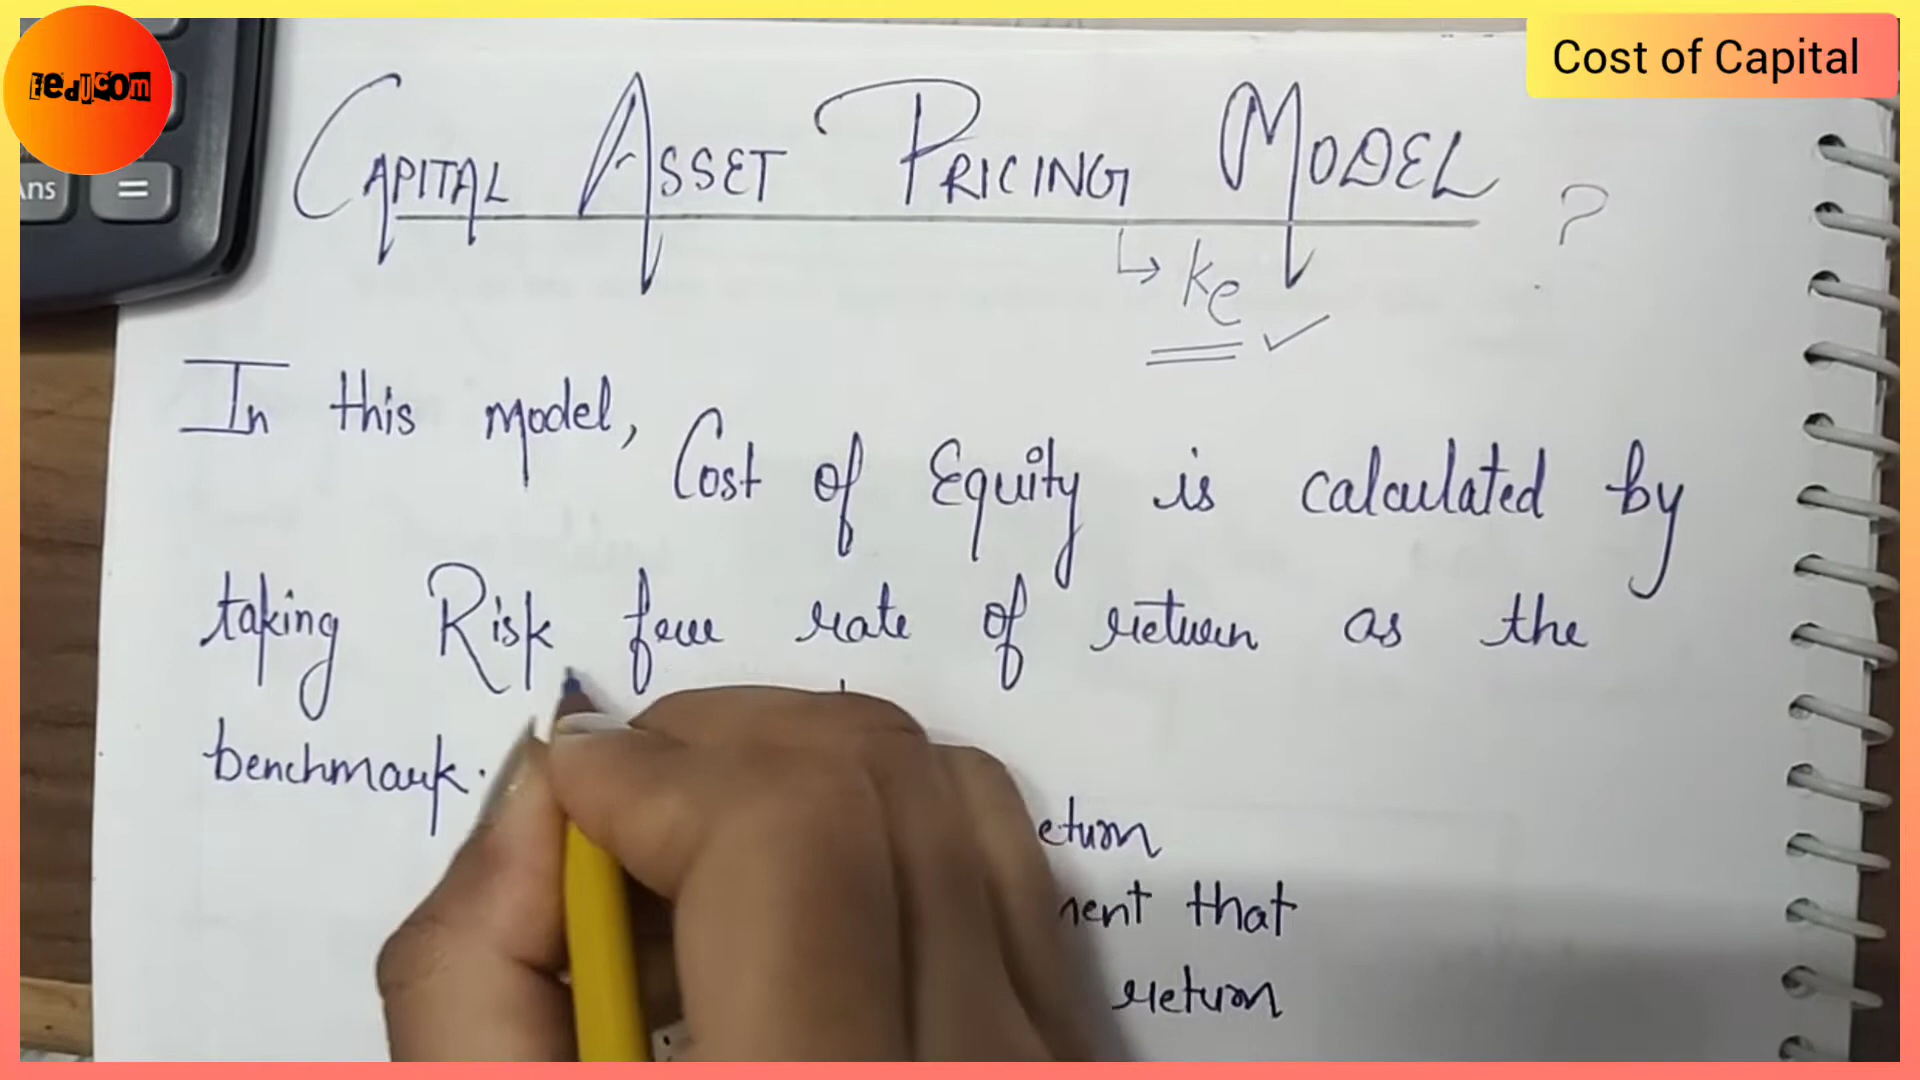 EeduCom
Cost of Capital
Ans =
CAPITAL ASSET PRICING MODEL ?
↳ ke ✓
In this model, Cost of Equity is calculated by
taking Risk free rate of return as the
benchmark.
eturn
nent that
return